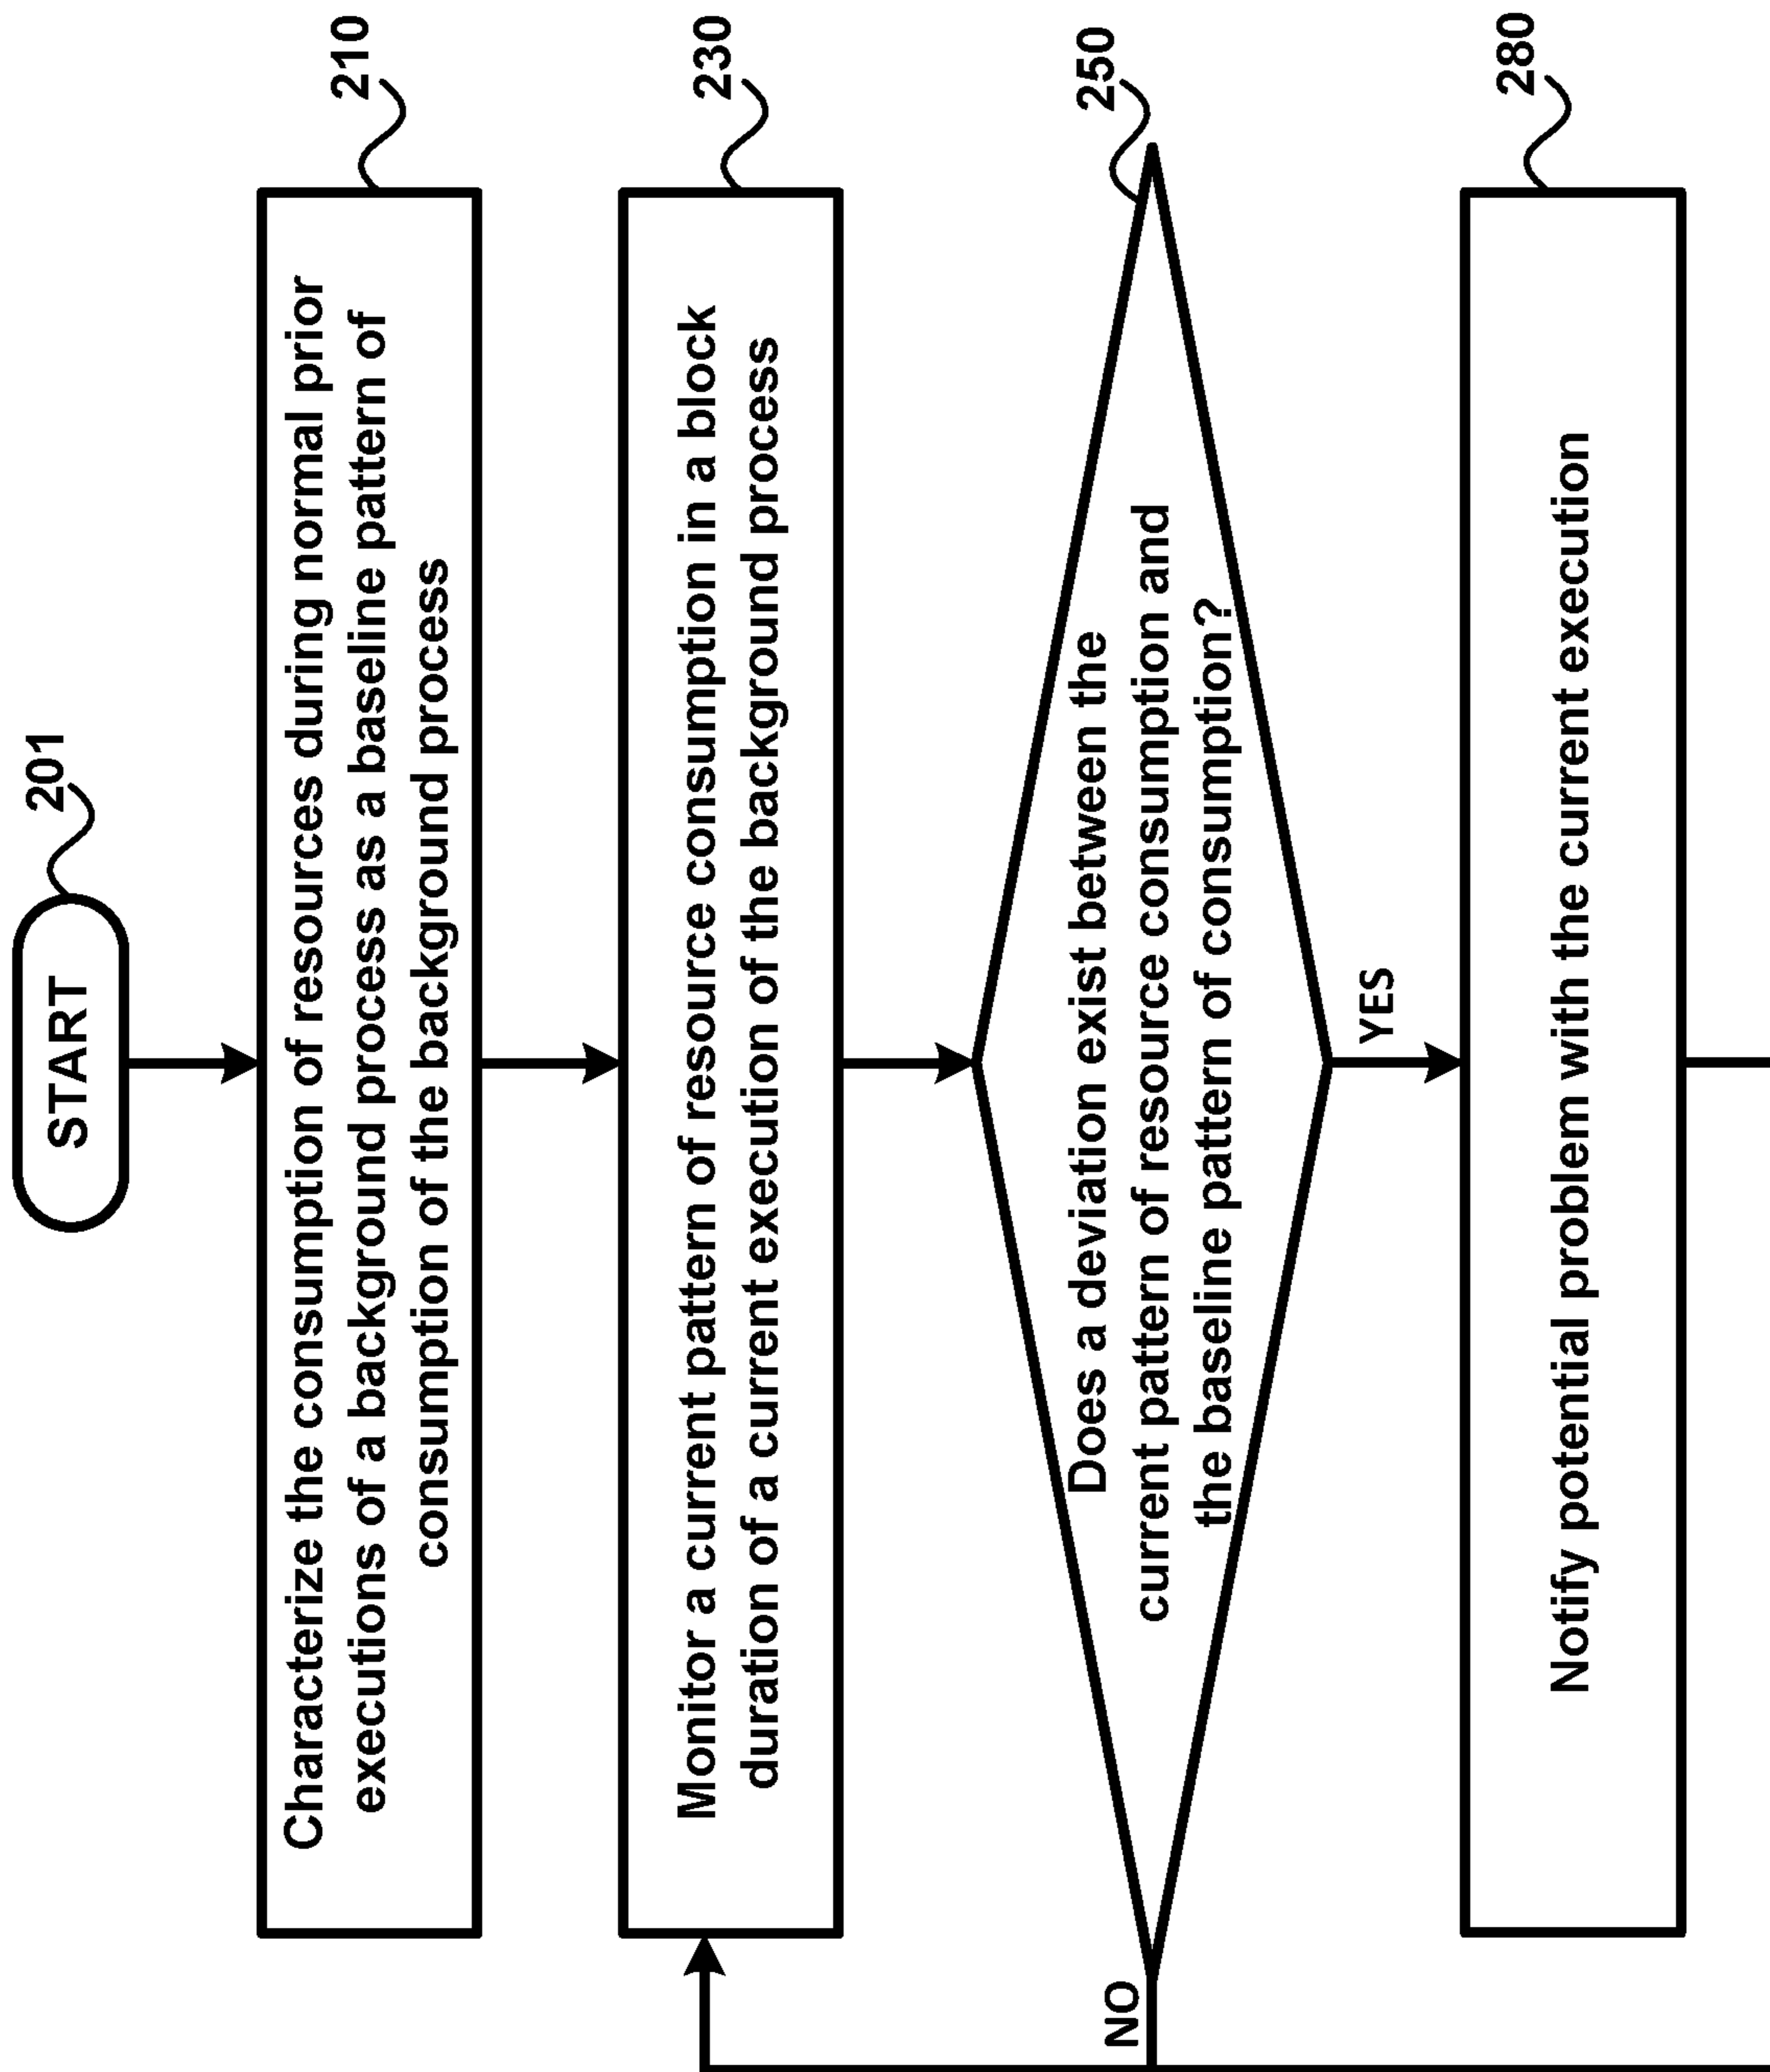 START
201
Characterize the consumption of resources during normal prior
executions of a background process as a baseline pattern of
consumption of the background process
210
Monitor a current pattern of resource consumption in a block
duration of a current execution of the background process
230
Does a deviation exist between the
current pattern of resource consumption and
the baseline pattern of consumption?
250
NO
YES
Notify potential problem with the current execution
280